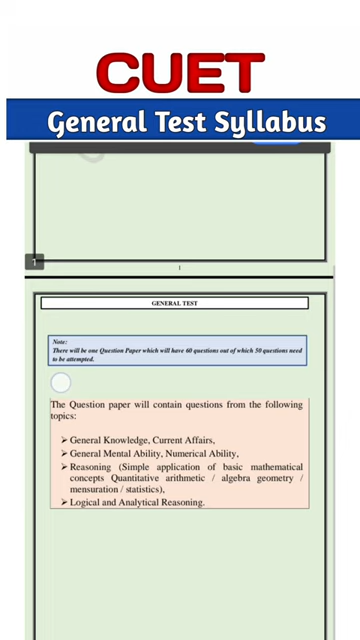 CUET
General Test Syllabus
1
1
GENERAL TEST
Note:
There will be one Question Paper which will have 60 questions out of which 50 questions need
to be attempted.
The Question paper will contain questions from the following
topics:
➤ General Knowledge, Current Affairs,
➤ General Mental Ability, Numerical Ability,
➤ Reasoning (Simple application of basic mathematical
concepts Quantitative arithmetic / algebra geometry /
mensuration / statistics),
➤ Logical and Analytical Reasoning.